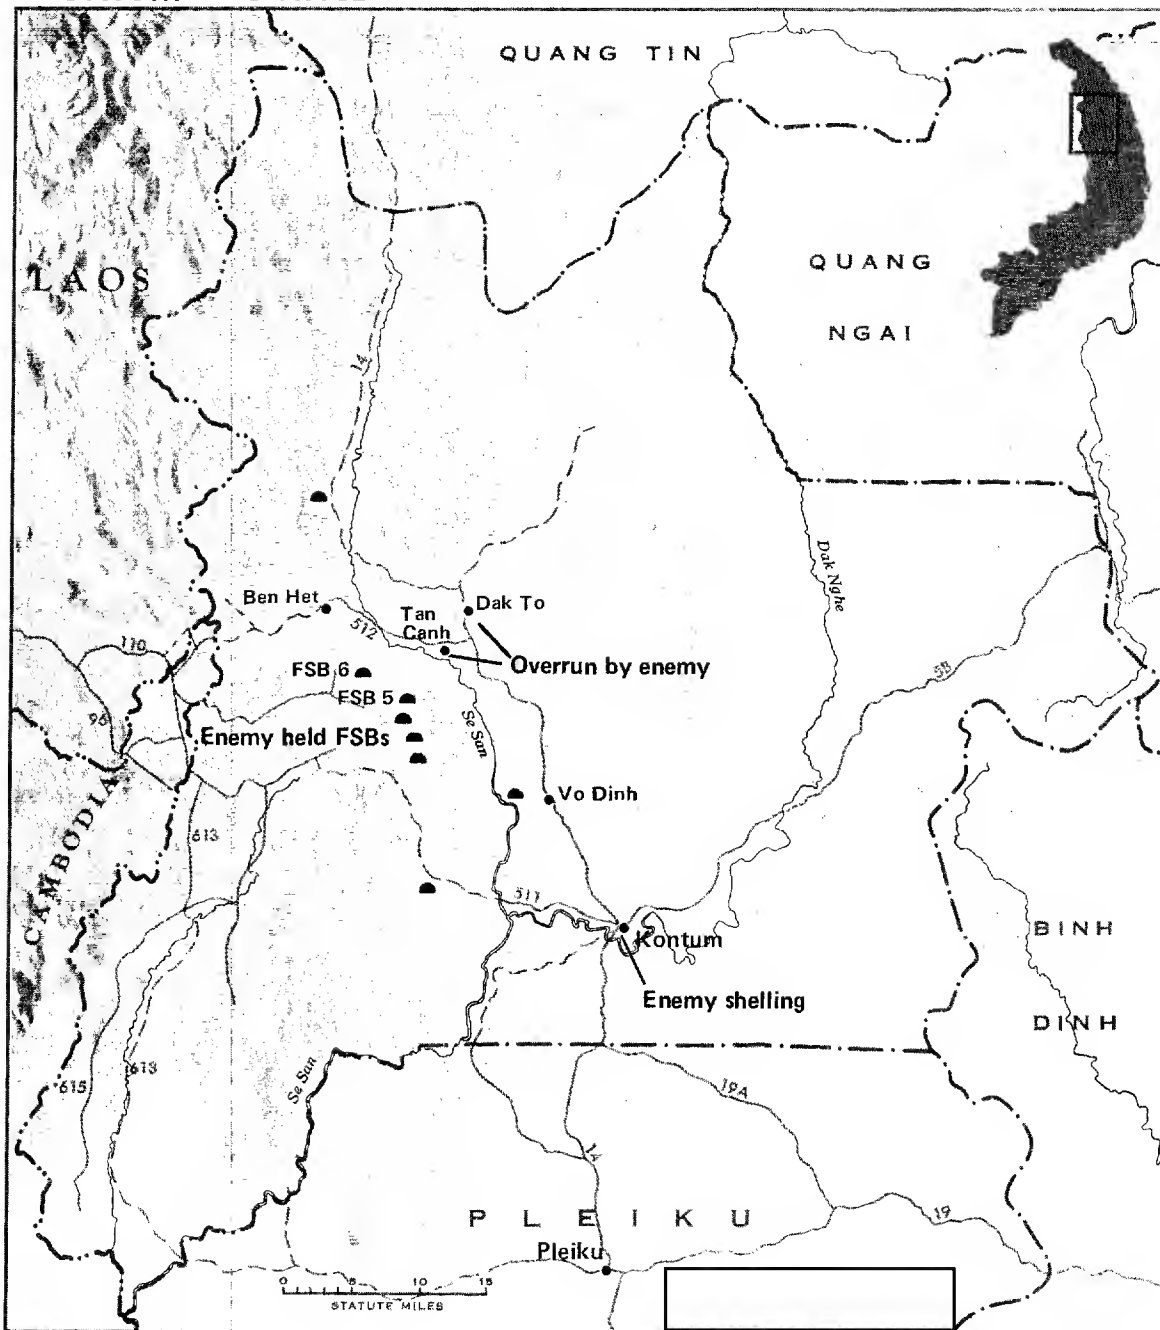 QUANG TIN
LAOS
QUANG
NGAI
14
Dak Nghe
Ben Het
512
Tan
Canh
Dak To
Overrun by enemy
110
FSB 6
FSB 5
5B
96
Enemy held FSBs
Se San
Vo Dinh
CAMBODIA
613
511
Kontum
BINH
Enemy shelling
DINH
615
613
Se San
19A
14
PLEIKU
19
Pleiku
0 5 10 15
STATUTE MILES